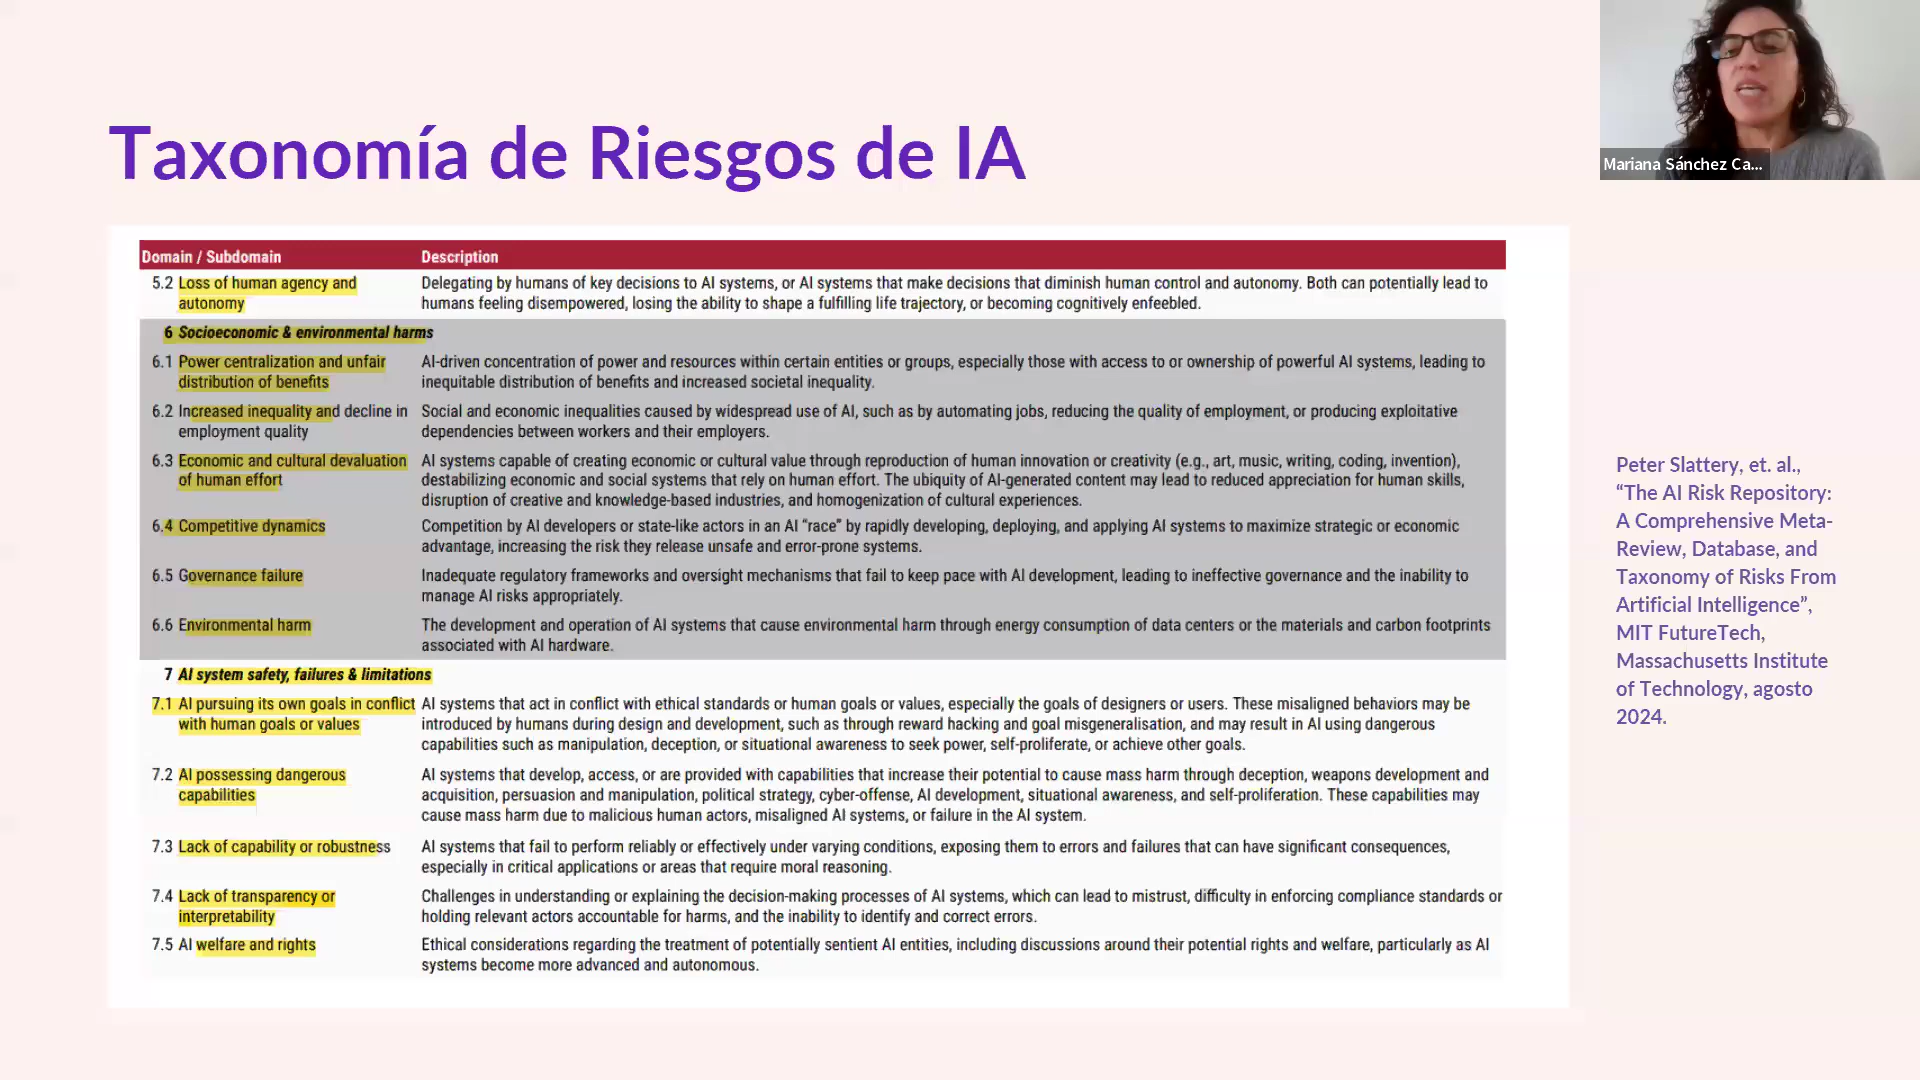 Taxonomía de Riesgos de IA
Mariana Sánchez Ca...
Domain / Subdomain Description
5.2 Loss of human agency and autonomy
Delegating by humans of key decisions to AI systems, or AI systems that make decisions that diminish human control and autonomy. Both can potentially lead to
humans feeling disempowered, losing the ability to shape a fulfilling life trajectory, or becoming cognitively enfeebled.
6 Socioeconomic & environmental harms
6.1 Power centralization and unfair
distribution of benefits
AI-driven concentration of power and resources within certain entities or groups, especially those with access to or ownership of powerful AI systems, leading to
inequitable distribution of benefits and increased societal inequality.
6.2 Increased inequality and decline in
employment quality
Social and economic inequalities caused by widespread use of AI, such as by automating jobs, reducing the quality of employment, or producing exploitative
dependencies between workers and their employers.
6.3 Economic and cultural devaluation
of human effort
AI systems capable of creating economic or cultural value through reproduction of human innovation or creativity (e.g., art, music, writing, coding, invention),
destabilizing economic and social systems that rely on human effort. The ubiquity of AI-generated content may lead to reduced appreciation for human skills,
disruption of creative and knowledge-based industries, and homogenization of cultural experiences.
6.4 Competitive dynamics
Competition by AI developers or state-like actors in an AI “race” by rapidly developing, deploying, and applying AI systems to maximize strategic or economic
advantage, increasing the risk they release unsafe and error-prone systems.
6.5 Governance failure
Inadequate regulatory frameworks and oversight mechanisms that fail to keep pace with AI development, leading to ineffective governance and the inability to
manage AI risks appropriately.
6.6 Environmental harm
The development and operation of AI systems that cause environmental harm through energy consumption of data centers or the materials and carbon footprints
associated with AI hardware.
7 AI system safety, failures & limitations
7.1 AI pursuing its own goals in conflict
with human goals or values
AI systems that act in conflict with ethical standards or human goals or values, especially the goals of designers or users. These misaligned behaviors may be
introduced by humans during design and development, such as through reward hacking and goal misgeneralisation, and may result in AI using dangerous
capabilities such as manipulation, deception, or situational awareness to seek power, self-proliferate, or achieve other goals.
7.2 AI possessing dangerous
capabilities
AI systems that develop, access, or are provided with capabilities that increase their potential to cause mass harm through deception, weapons development and
acquisition, persuasion and manipulation, political strategy, cyber-offense, AI development, situational awareness, and self-proliferation. These capabilities may
cause mass harm due to malicious human actors, misaligned AI systems, or failure in the AI system.
7.3 Lack of capability or robustness
AI systems that fail to perform reliably or effectively under varying conditions, exposing them to errors and failures that can have significant consequences,
especially in critical applications or areas that require moral reasoning.
7.4 Lack of transparency or
interpretability
Challenges in understanding or explaining the decision-making processes of AI systems, which can lead to mistrust, difficulty in enforcing compliance standards or
holding relevant actors accountable for harms, and the inability to identify and correct errors.
7.5 AI welfare and rights
Ethical considerations regarding the treatment of potentially sentient AI entities, including discussions around their potential rights and welfare, particularly as AI
systems become more advanced and autonomous.
Peter Slattery, et. al.,
“The AI Risk Repository:
A Comprehensive Meta-
Review, Database, and
Taxonomy of Risks From
Artificial Intelligence”,
MIT FutureTech,
Massachusetts Institute
of Technology, agosto
2024.